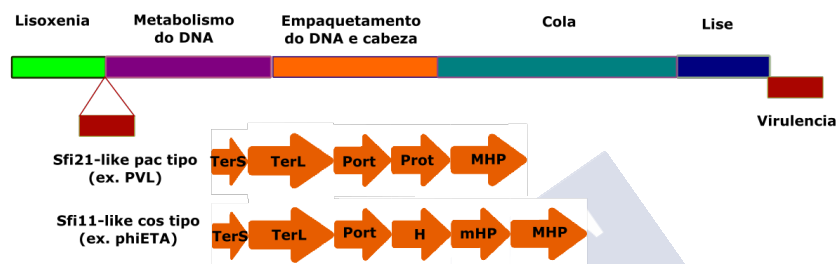 Lisoxenia
Metabolismo
do DNA
Empaquetamento
do DNA e cabeza
Cola
Lise
Virulencia
Sfi21-like pac tipo
(ex. PVL)
TerS TerL Port Prot MHP
Sfi11-like cos tipo
(ex. phiETA)
TerS TerL Port H mHP MHP